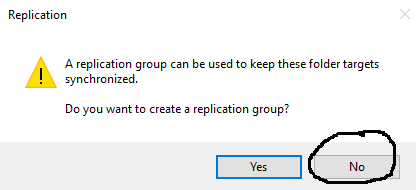 Replication
A replication group can be used to keep these folder targets
synchronized.
Do you want to create a replication group?
Yes
No